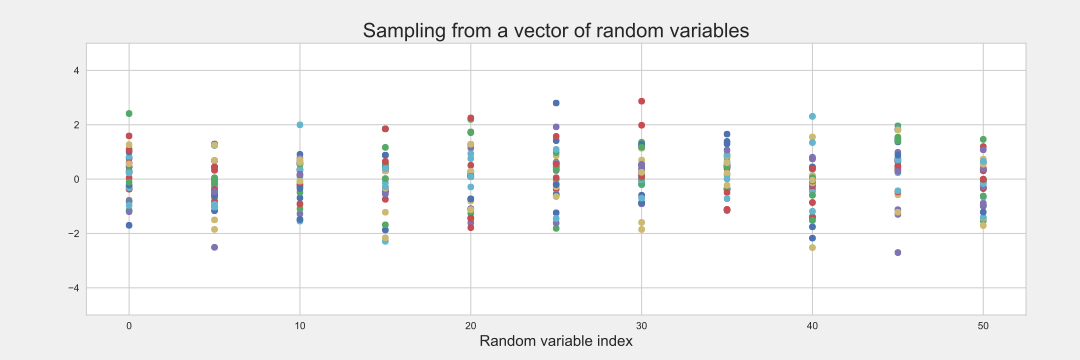 Sampling from a vector of random variables
4
2
0
−2
−4
0 10 20 30 40 50
Random variable index